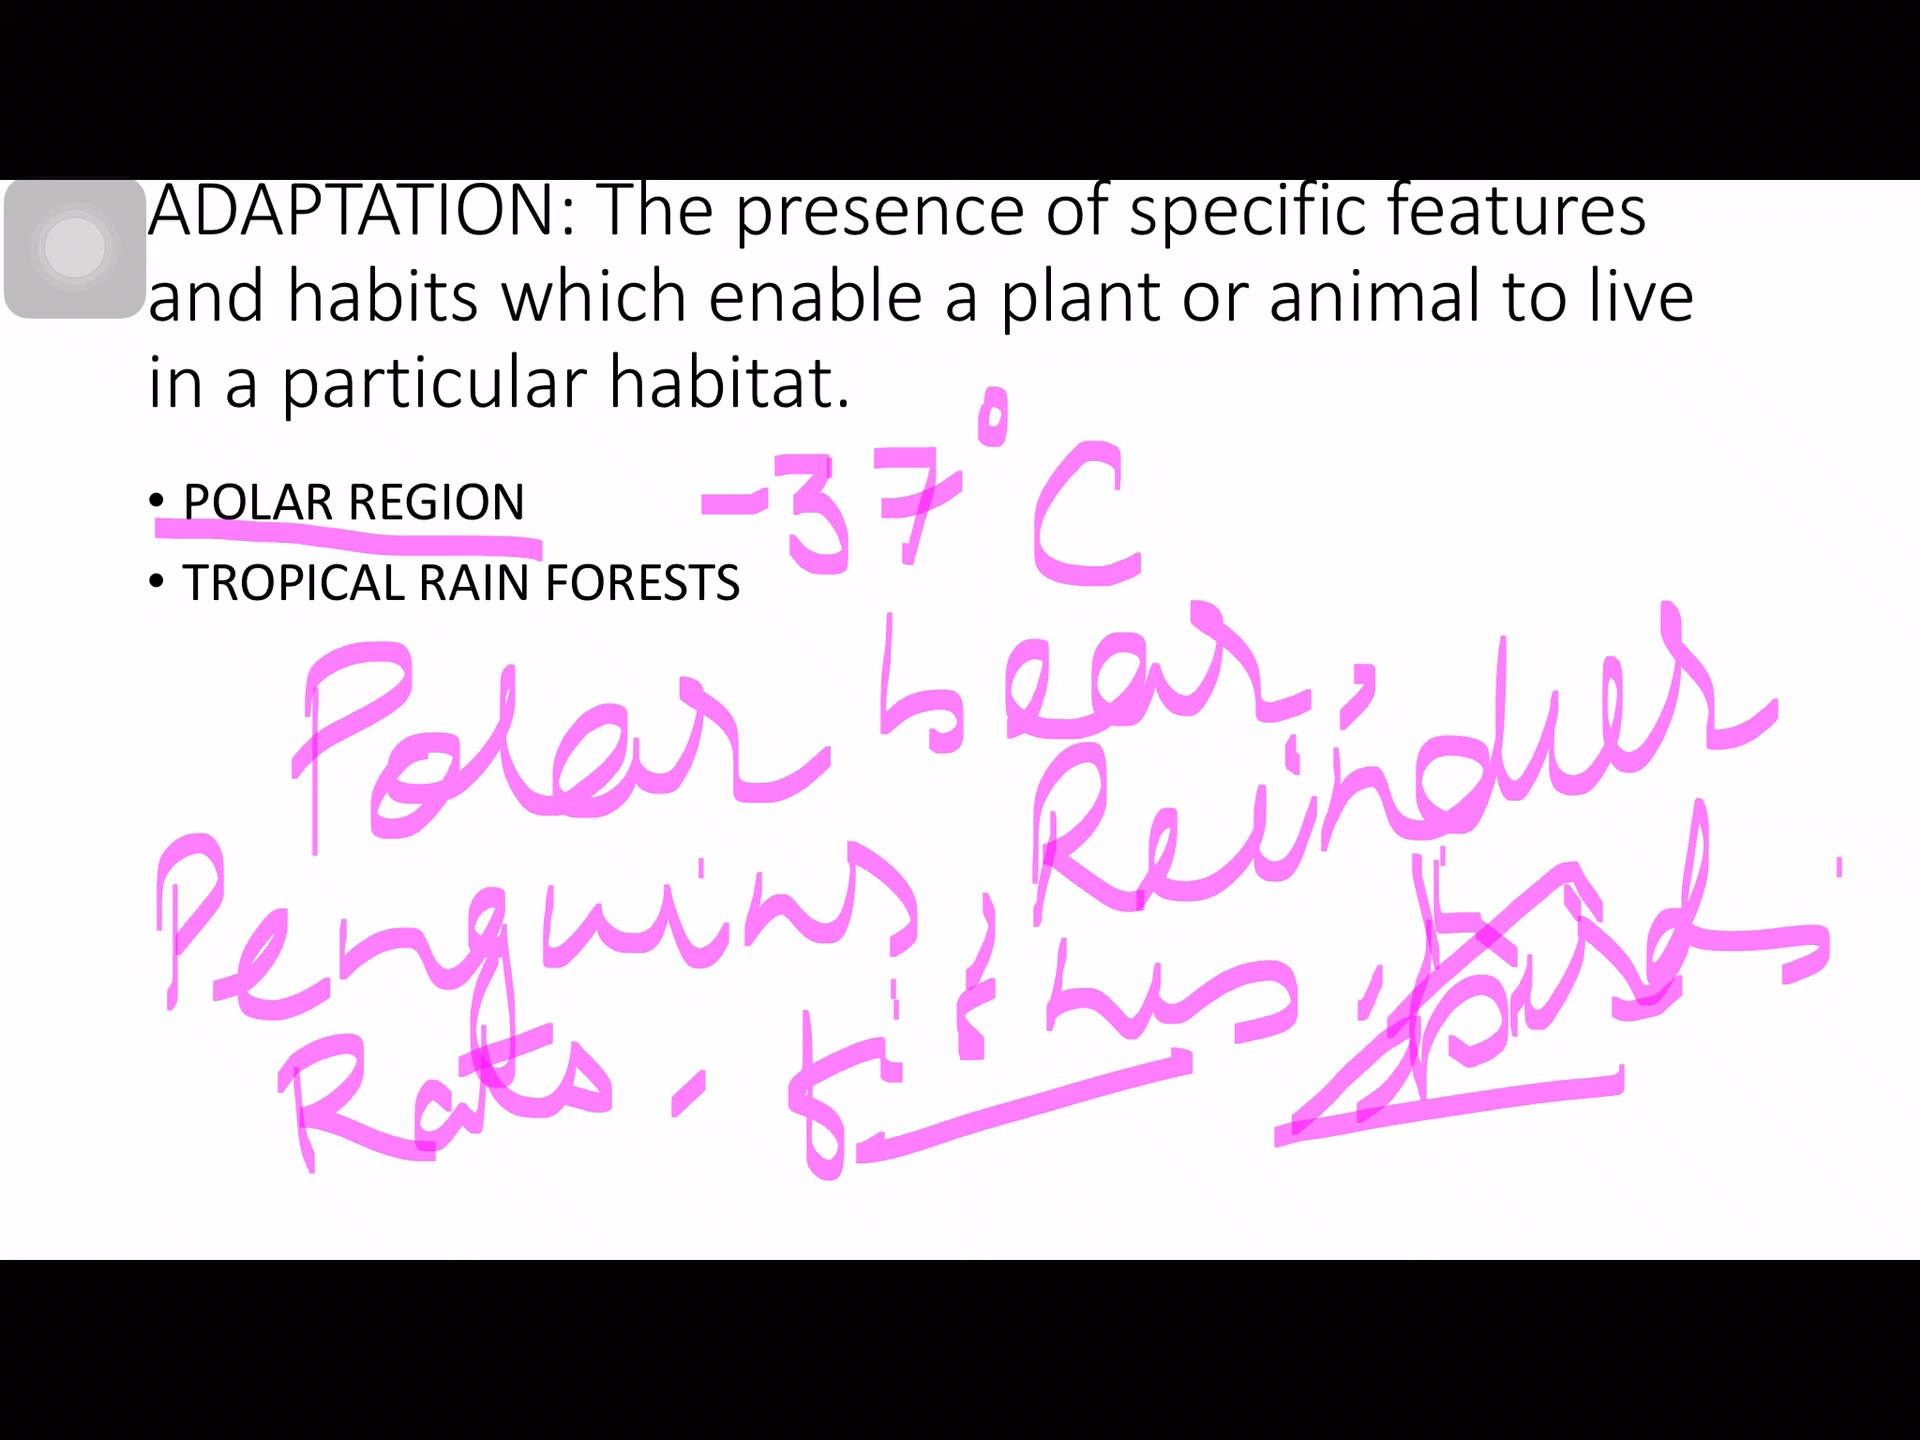 ADAPTATION: The presence of specific features
and habits which enable a plant or animal to live
in a particular habitat.
• POLAR REGION
-37°C
• TROPICAL RAIN FORESTS
Polar bear,
Penguins, Reindeer
Rats. fishes. birds